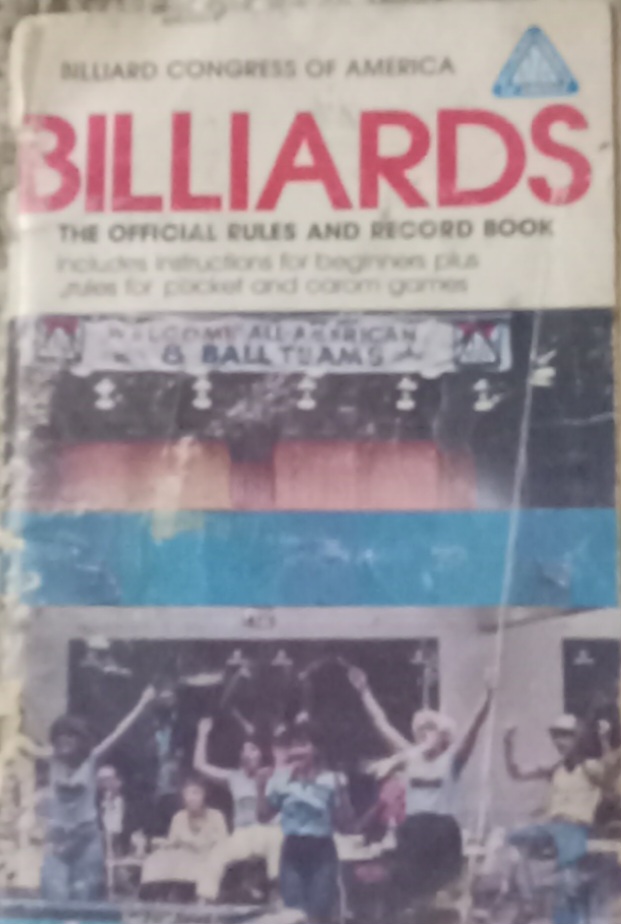 BILLIARD CONGRESS OF AMERICA
BILLIARDS
THE OFFICIAL RULES AND RECORD BOOK
includes instructions for beginners plus
rules for pocket and carom games
WELCOME ALL AMERICAN
8 BALL TEAMS